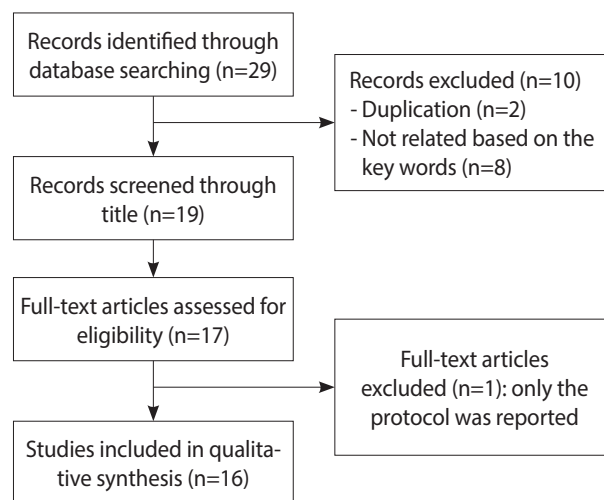 Records identified through
database searching (n=29)
Records excluded (n=10)
- Duplication (n=2)
- Not related based on the
key words (n=8)
Records screened through
title (n=19)
Full-text articles assessed for
eligibility (n=17)
Full-text articles
excluded (n=1): only the
protocol was reported
Studies included in qualita-
tive synthesis (n=16)